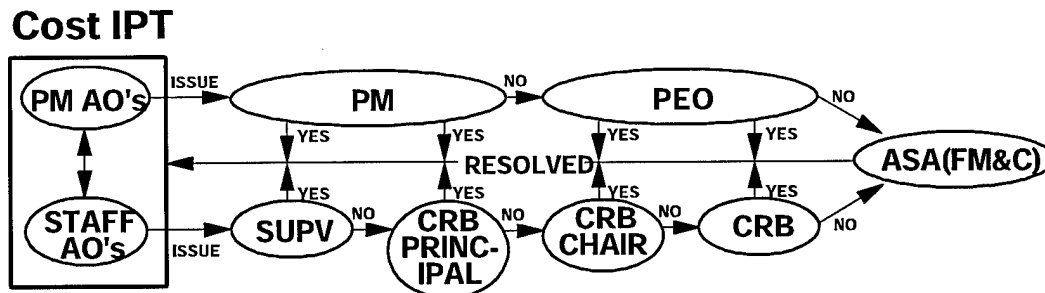 Cost IPT
ISSUE
NO
NO
PM AO's
PM
PEO
YES
YES
YES
YES
RESOLVED
ASA(FM&C)
YES
YES
YES
YES
STAFF
AO's
SUPV
NO
CRB
PRINC-
IPAL
NO
CRB
CHAIR
NO
CRB
NO
ISSUE